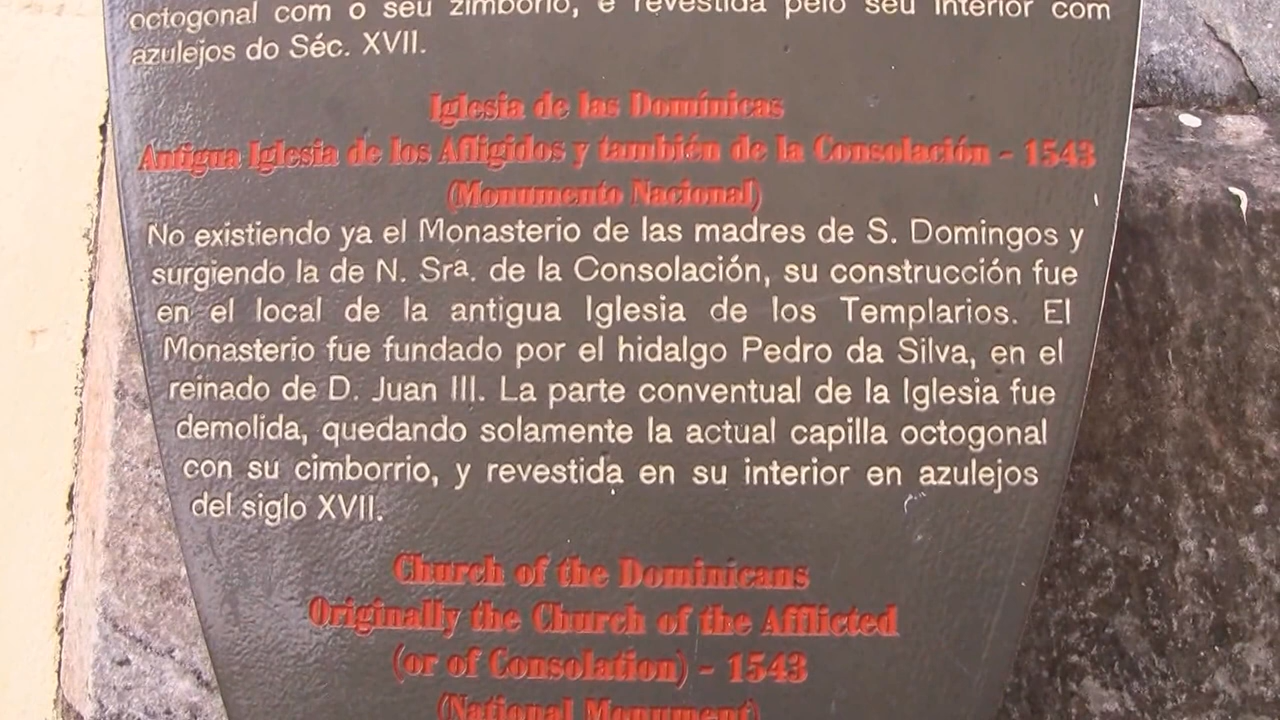 octogonal com o seu zimbório, e revestida pelo seu interior com
azulejos do Séc. XVII.
Iglesia de las Domínicas
Antigua Iglesia de los Afligidos y también de la Consolación - 1543
(Monumento Nacional)
No existiendo ya el Monasterio de las madres de S. Domingos y
surgiendo la de N. Srª. de la Consolación, su construcción fue
en el local de la antigua Iglesia de los Templarios. El
Monasterio fue fundado por el hidalgo Pedro da Silva, en el
reinado de D. Juan III. La parte conventual de la Iglesia fue
demolida, quedando solamente la actual capilla octogonal
con su cimborrio, y revestida en su interior en azulejos
del siglo XVII.
Church of the Dominicans
Originally the Church of the Afflicted
(or of Consolation) - 1543
(National Monument)